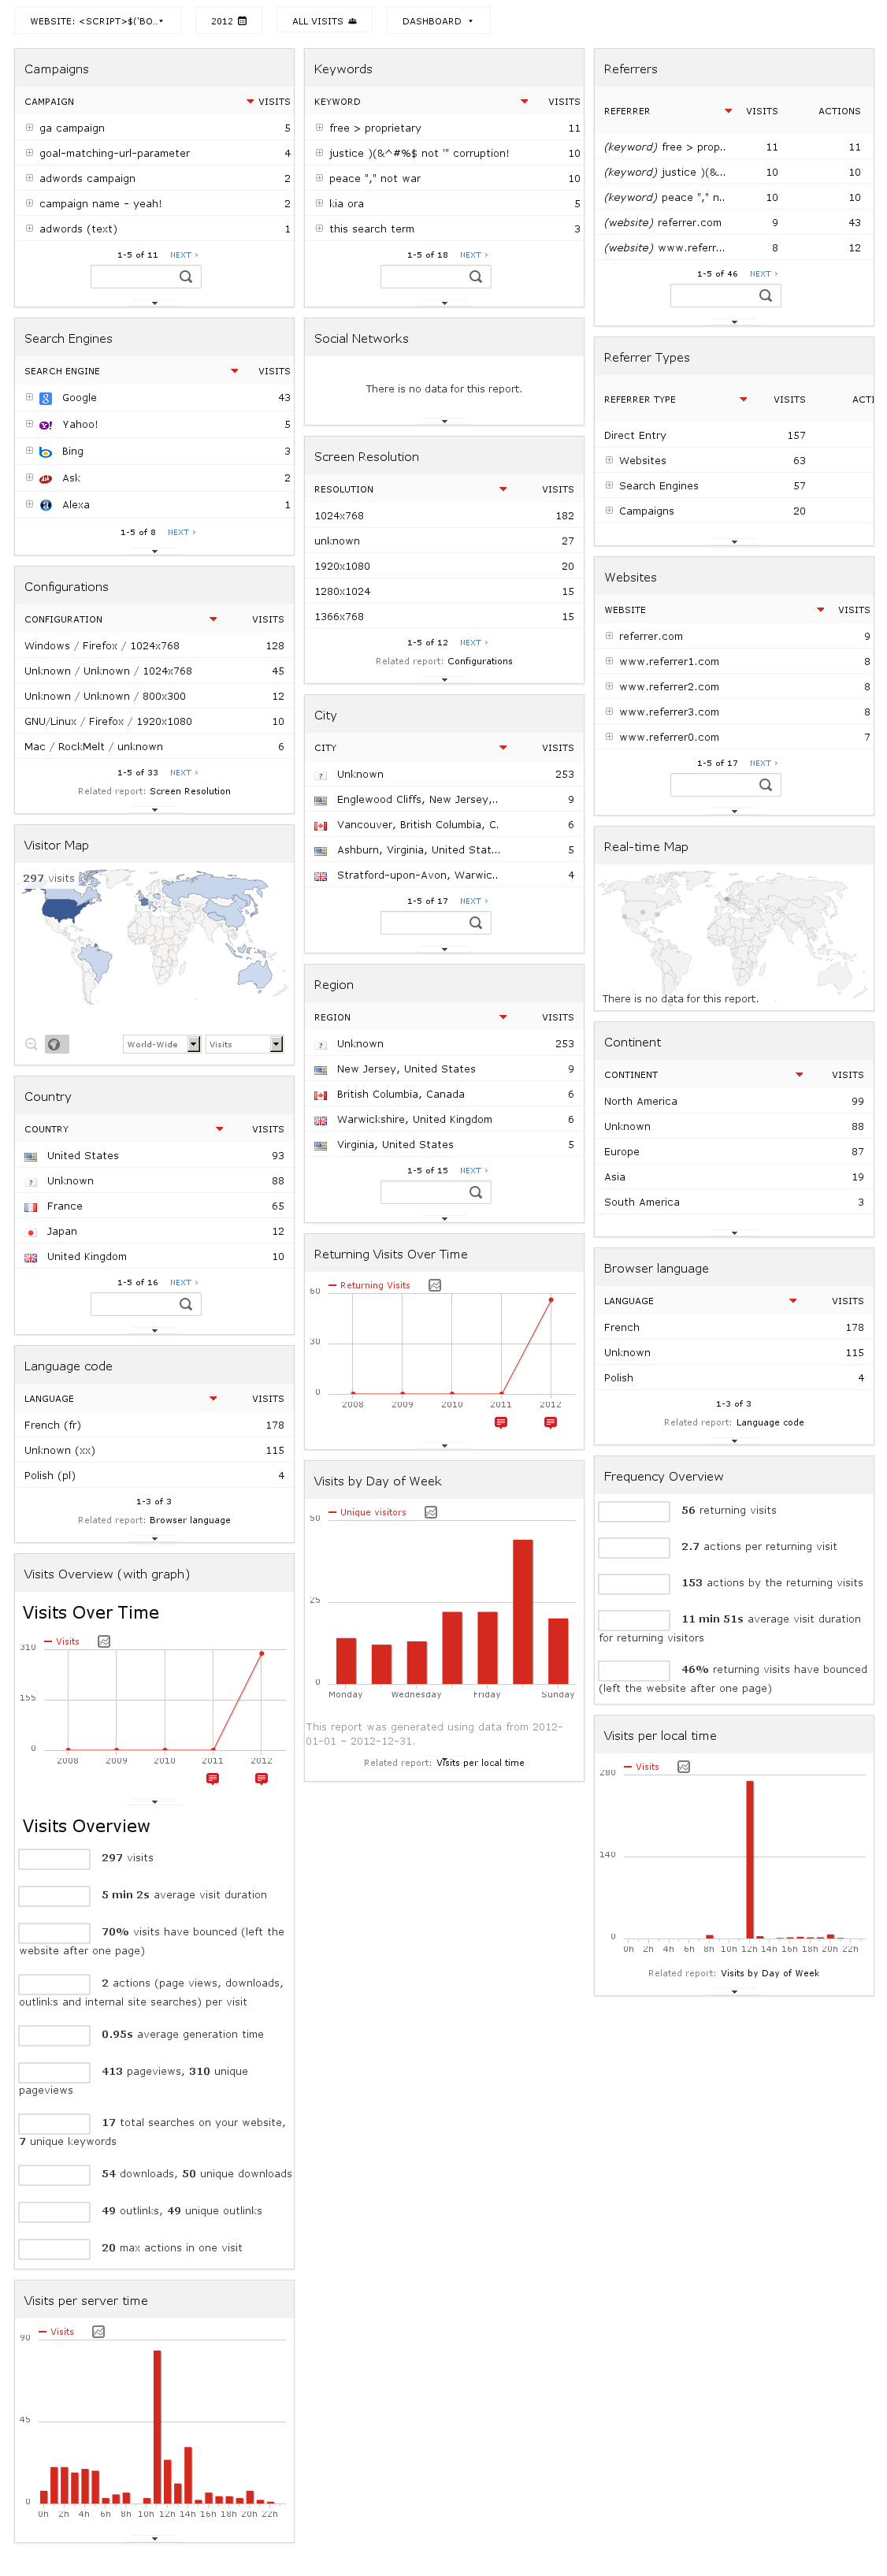 WEBSITE: <SCRIPT>$('BO..
2012
ALL VISITS
DASHBOARD
Campaigns
CAMPAIGN VISITS
ga campaign 5
goal-matching-url-parameter 4
adwords campaign 2
campaign name - yeah! 2
adwords (text) 1
1-5 of 11 NEXT ›
Search Engines
SEARCH ENGINE VISITS
Google 43
Yahoo! 5
Bing 3
Ask 2
Alexa 1
1-5 of 8 NEXT ›
Configurations
CONFIGURATION VISITS
Windows / Firefox / 1024x768 128
Unknown / Unknown / 1024x768 45
Unknown / Unknown / 800x300 12
GNU/Linux / Firefox / 1920x1080 10
Mac / RockMelt / unknown 6
1-5 of 33 NEXT ›
Related report: Screen Resolution
Visitor Map
297 visits
World-Wide Visits
Country
COUNTRY VISITS
United States 93
Unknown 88
France 65
Japan 12
United Kingdom 10
1-5 of 16 NEXT ›
Language code
LANGUAGE VISITS
French (fr) 178
Unknown (xx) 115
Polish (pl) 4
1-3 of 3
Related report: Browser language
Visits Overview (with graph)
Visits Over Time
Visits
310
155
0
2008 2009 2010 2011 2012
Visits Overview
297 visits
5 min 2s average visit duration
70% visits have bounced (left the
website after one page)
2 actions (page views, downloads,
outlinks and internal site searches) per visit
0.95s average generation time
413 pageviews, 310 unique
pageviews
17 total searches on your website,
7 unique keywords
54 downloads, 50 unique downloads
49 outlinks, 49 unique outlinks
20 max actions in one visit
Visits per server time
Visits
90
45
0
0h 2h 4h 6h 8h 10h 12h 14h 16h 18h 20h 22h
Keywords
KEYWORD VISITS
free > proprietary 11
justice )(&^#%$ not '" corruption! 10
peace "," not war 10
kia ora 5
this search term 3
1-5 of 18 NEXT ›
Social Networks
There is no data for this report.
Screen Resolution
RESOLUTION VISITS
1024x768 182
unknown 27
1920x1080 20
1280x1024 15
1366x768 15
1-5 of 12 NEXT ›
Related report: Configurations
City
CITY VISITS
Unknown 253
Englewood Cliffs, New Jersey,.. 9
Vancouver, British Columbia, C.. 6
Ashburn, Virginia, United Stat... 5
Stratford-upon-Avon, Warwic.. 4
1-5 of 17 NEXT ›
Region
REGION VISITS
Unknown 253
New Jersey, United States 9
British Columbia, Canada 6
Warwickshire, United Kingdom 6
Virginia, United States 5
1-5 of 15 NEXT ›
Returning Visits Over Time
Returning Visits
60
30
0
2008 2009 2010 2011 2012
Visits by Day of Week
Unique visitors
50
25
0
Monday Wednesday Friday Sunday
This report was generated using data from 2012-
01-01 - 2012-12-31.
Related report: Visits per local time
Referrers
REFERRER VISITS ACTIONS
(keyword) free > prop.. 11 11
(keyword) justice )(&... 10 10
(keyword) peace "," n.. 10 10
(website) referrer.com 9 43
(website) www.referr... 8 12
1-5 of 46 NEXT ›
Referrer Types
REFERRER TYPE VISITS ACTI
Direct Entry 157
Websites 63
Search Engines 57
Campaigns 20
Websites
WEBSITE VISITS
referrer.com 9
www.referrer1.com 8
www.referrer2.com 8
www.referrer3.com 8
www.referrer0.com 7
1-5 of 17 NEXT ›
Real-time Map
There is no data for this report.
Continent
CONTINENT VISITS
North America 99
Unknown 88
Europe 87
Asia 19
South America 3
Browser language
LANGUAGE VISITS
French 178
Unknown 115
Polish 4
1-3 of 3
Related report: Language code
Frequency Overview
56 returning visits
2.7 actions per returning visit
153 actions by the returning visits
11 min 51s average visit duration
for returning visitors
46% returning visits have bounced
(left the website after one page)
Visits per local time
Visits
280
140
0
0h 2h 4h 6h 8h 10h 12h 14h 16h 18h 20h 22h
Related report: Visits by Day of Week